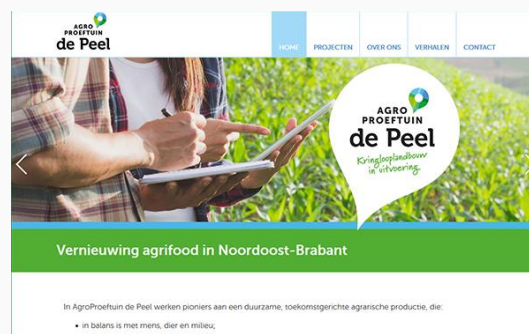 AGRO
PROEFTUIN
de Peel
HOME PROJECTEN OVER ONS VERHALEN CONTACT
AGRO
PROEFTUIN
de Peel
Kringlooplandbouw
in uitvoering
Vernieuwing agrifood in Noordoost-Brabant
In AgroProeftuin de Peel werken pioniers aan een duurzame, toekomstgerichte agrarische productie, die:
• in balans is met mens, dier en milieu;